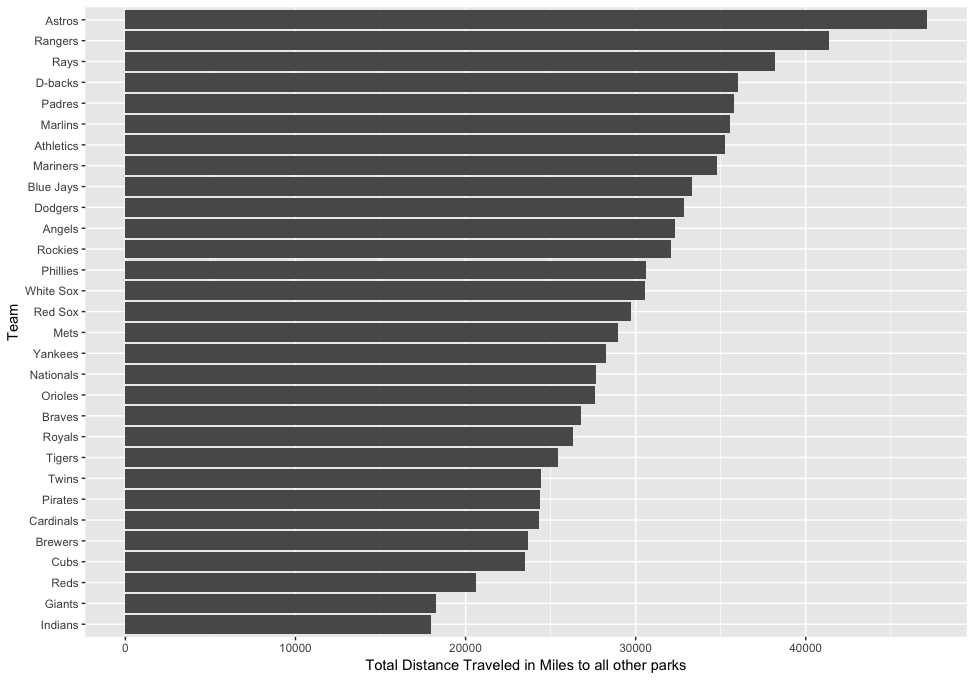 Astros
Rangers
Rays
D-backs
Padres
Marlins
Athletics
Mariners
Blue Jays
Dodgers
Angels
Rockies
Phillies
White Sox
Red Sox
Mets
Yankees
Nationals
Orioles
Braves
Royals
Tigers
Twins
Pirates
Cardinals
Brewers
Cubs
Reds
Giants
Indians
Team
0 10000 20000 30000 40000
Total Distance Traveled in Miles to all other parks